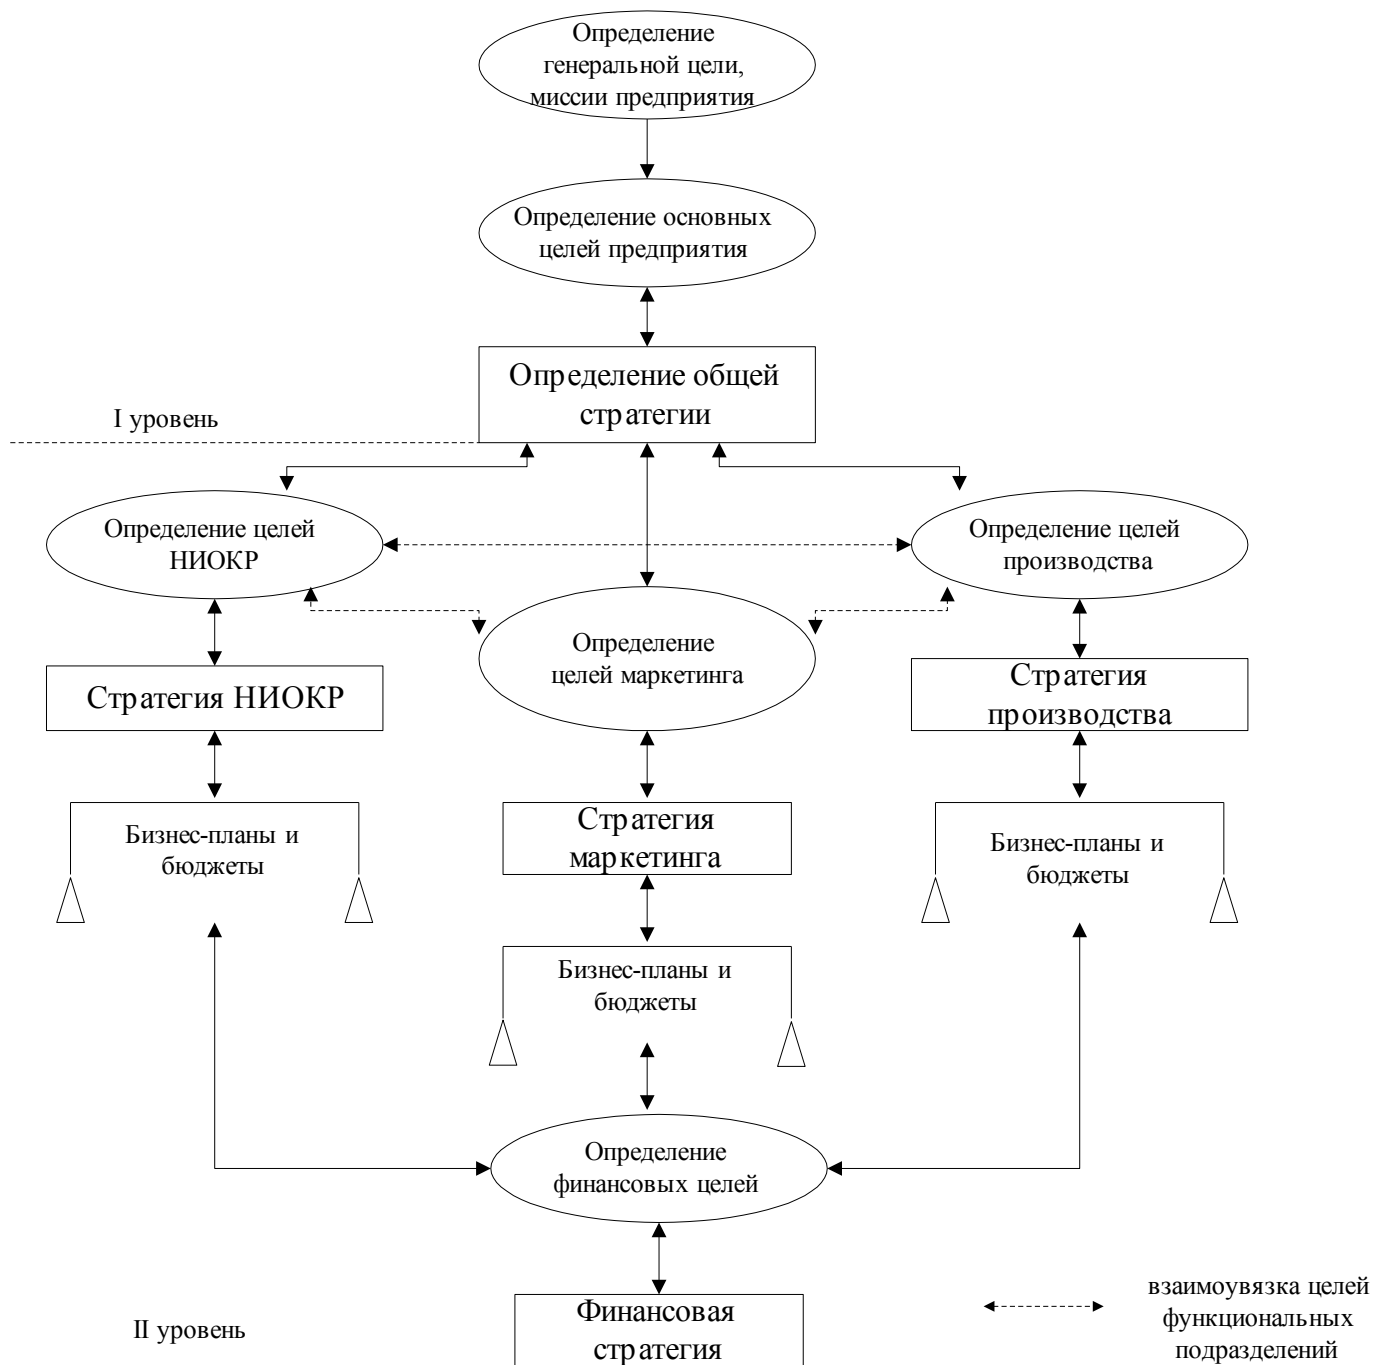 Определение
генеральной цели,
миссии предприятия
Определение основных
целей предприятия
Определение общей
стратегии
I уровень
Определение целей
НИОКР
Определение целей
производства
Определение
целей маркетинга
Стратегия НИОКР
Стратегия
производства
Бизнес-планы и
бюджеты
Стратегия
маркетинга
Бизнес-планы и
бюджеты
Бизнес-планы и
бюджеты
Определение
финансовых целей
II уровень
Финансовая
стратегия
взаимоувязка целей
функциональных
подразделений